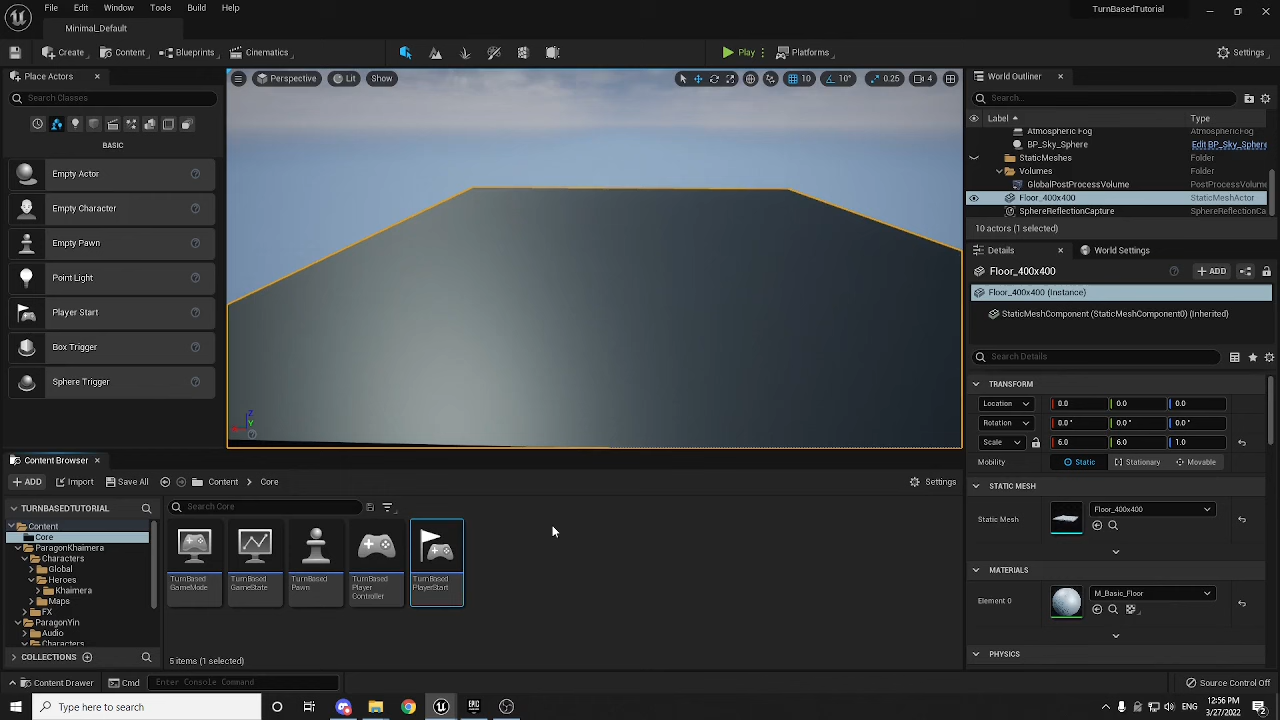 File Edit Window Tools Build Help
TurnBasedTutorial
Minimal_Default
Create Content Blueprints Cinematics Play Platforms Settings
Place Actors
Search Classes
BASIC
Empty Actor
Empty Character
Empty Pawn
Point Light
Player Start
Box Trigger
Sphere Trigger
Perspective Lit Show 10 10° 0.25 4
Z
Y
World Outliner
Search...
Label Type
Atmospheric Fog AtmosphericFog
BP_Sky_Sphere Edit BP_Sky_Sphere
StaticMeshes Folder
Volumes Folder
GlobalPostProcessVolume PostProcessVolume
Floor_400x400 StaticMeshActor
SphereReflectionCapture SphereReflectionCa
10 actors (1 selected)
Details World Settings
Floor_400x400 ADD
Floor_400x400 (Instance)
StaticMeshComponent (StaticMeshComponent0) (Inherited)
Search Details
TRANSFORM
Location 0.0 0.0 0.0
Rotation 0.0° 0.0° 0.0°
Scale 6.0 6.0 1.0
Mobility Static Stationary Movable
STATIC MESH
Static Mesh Floor_400x400
MATERIALS
Element 0 M_Basic_Floor
PHYSICS
Content Browser
ADD Import Save All Content Core Settings
TURNBASEDTUTORIAL
Content
Core
ParagonKhaimera
Characters
Global
Heroes
Khaimera
Maps
FX
ParagonYin
Audio
Characters
COLLECTIONS
Search Core
TurnBased
GameMode
TurnBased
GameState
TurnBased
Pawn
TurnBased
Player
Controller
TurnBased
PlayerStart
5 items (1 selected)
Content Drawer Cmd Enter Console Command Source Control Off
Type here to search
EPIC
12:56 PM
3/27/2022
2